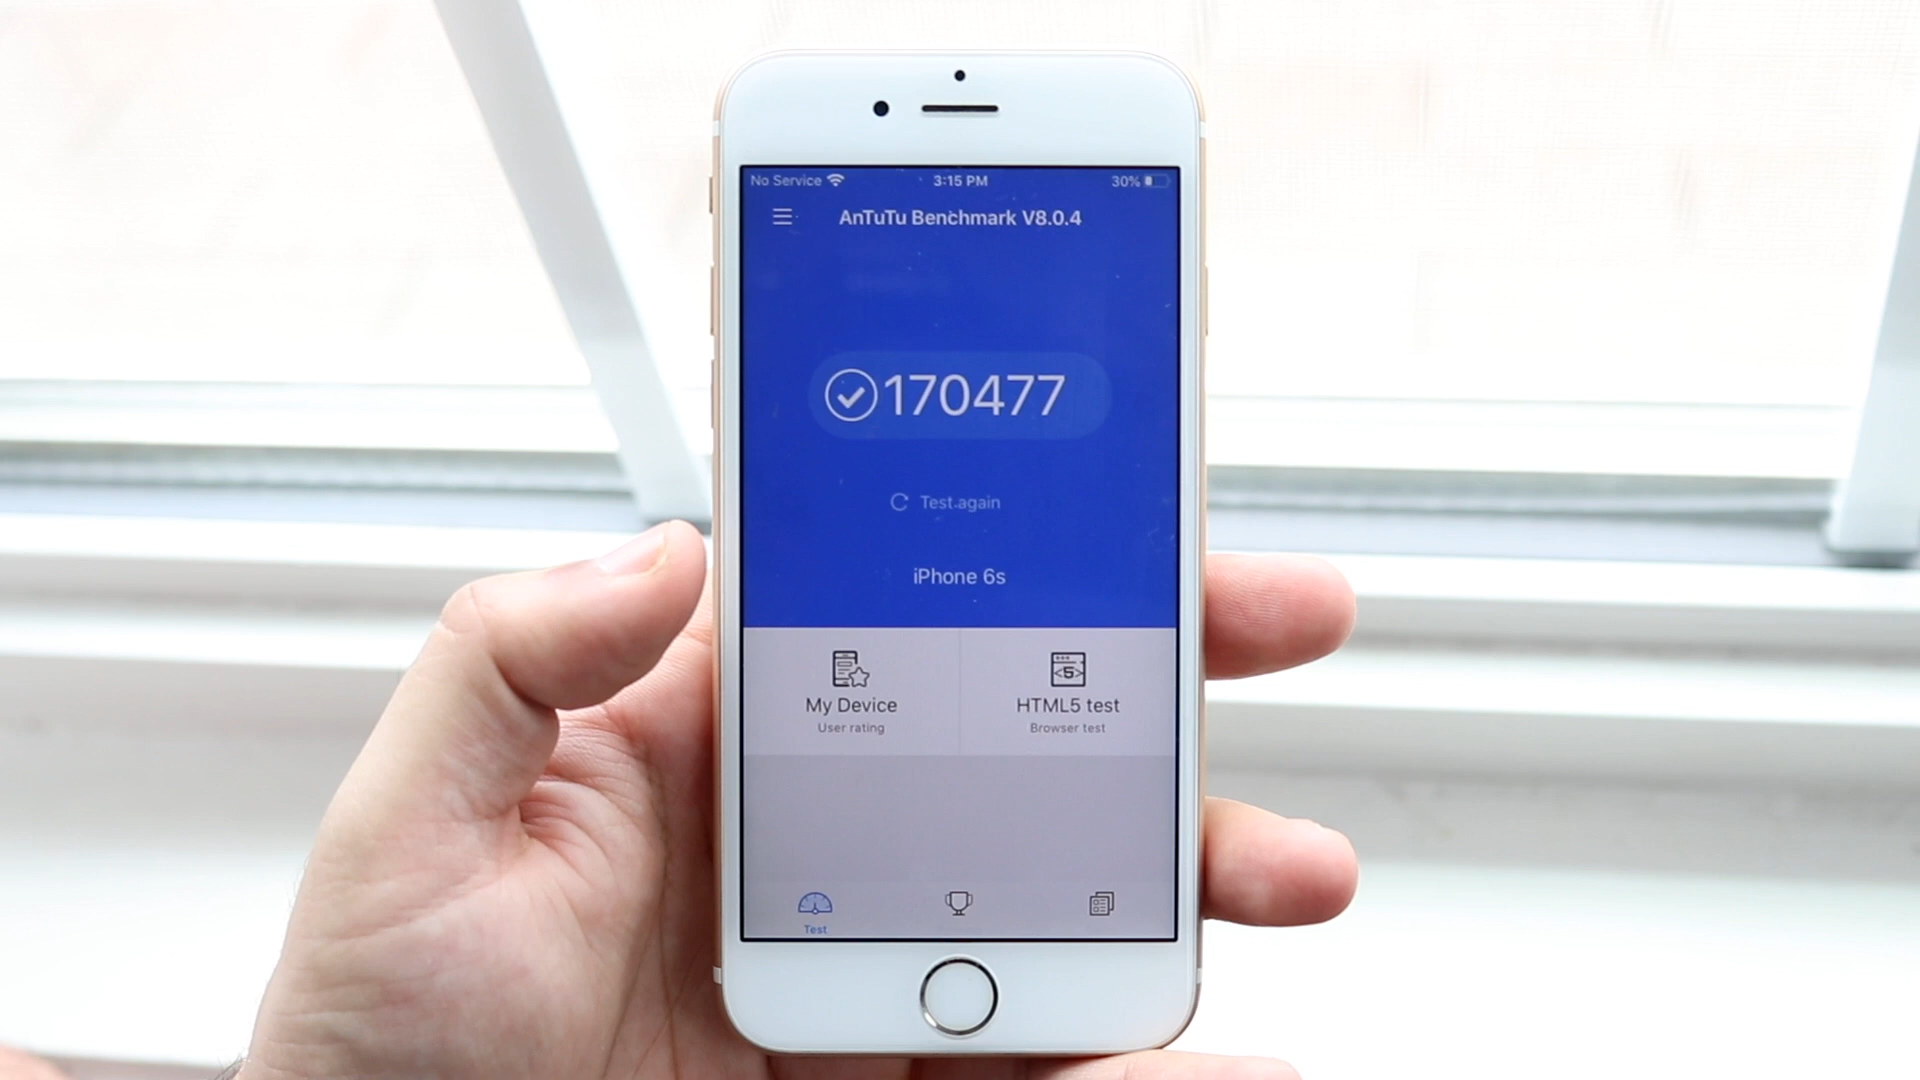 No Service 3:15 PM 30%
AnTuTu Benchmark V8.0.4
170477
Test again
iPhone 6s
My Device HTML5 test
User rating Browser test
Test